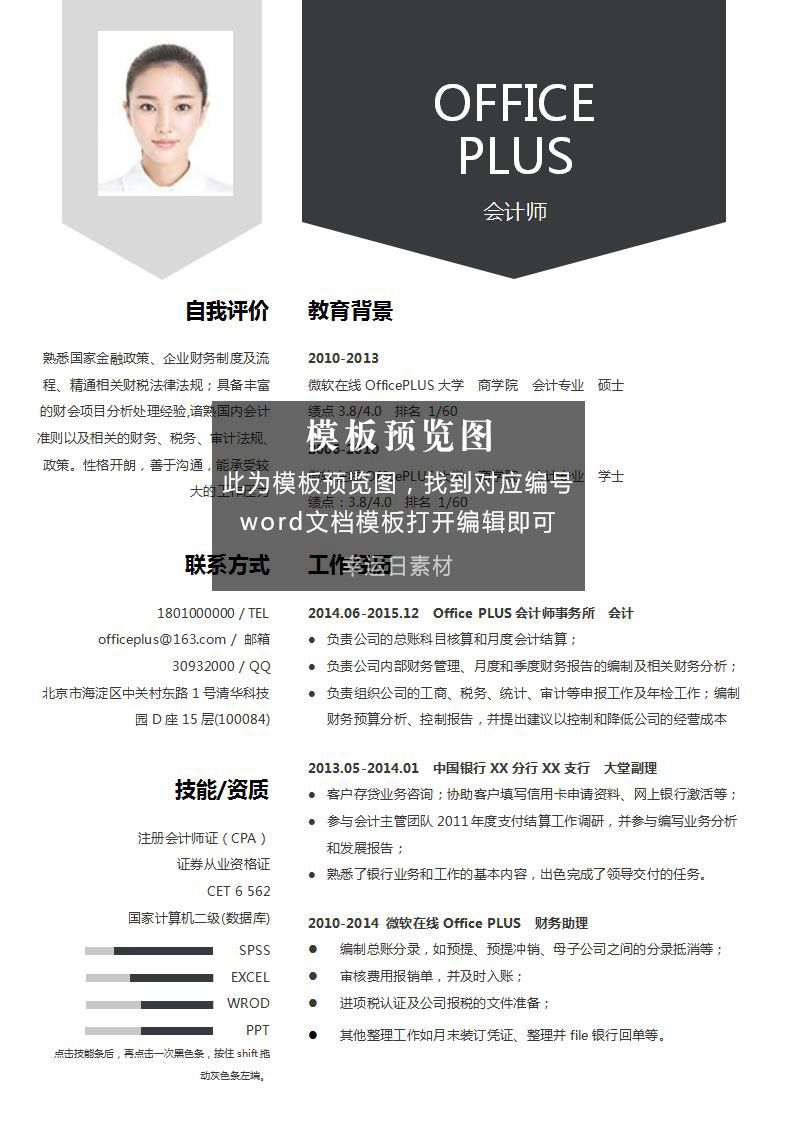 OFFICE
PLUS
会计师
自我评价
熟悉国家金融政策、企业财务制度及流
程、精通相关财税法律法规；具备丰富
的财会项目分析处理经验,谙熟国内会计
准则以及相关的财务、税务、审计法规、
政策。性格开朗，善于沟通，能承受较
大的工作压力
联系方式
1801000000 / TEL
officeplus@163.com / 邮箱
30932000 / QQ
北京市海淀区中关村东路 1 号清华科技
园 D 座 15 层(100084)
技能/资质
注册会计师证（ CPA ）
证券从业资格证
CET 6 562
国家计算机二级(数据库)
SPSS
EXCEL
WROD
PPT
点击技能条后，再点击一次黑色条，按住 shift 拖
动灰色条左端。
教育背景
2010-2013
微软在线 OfficePLUS 大学 商学院 会计专业 硕士
绩点 3.8/4.0 排名 1/60
学士
绩点：3.8/4.0 排名 1/60
模板预览图
此为模板预览图，找到对应编号
word文档模板打开编辑即可
幸运日素材
工作经历
2014.06-2015.12 Office PLUS 会计师事务所 会计
● 负责公司的总账科目核算和月度会计结算；
● 负责公司内部财务管理、月度和季度财务报告的编制及相关财务分析；
● 负责组织公司的工商、税务、统计、审计等申报工作及年检工作；编制
财务预算分析、控制报告，并提出建议以控制和降低公司的经营成本
2013.05-2014.01 中国银行 XX 分行 XX 支行 大堂副理
● 客户存贷业务咨询；协助客户填写信用卡申请资料、网上银行激活等；
● 参与会计主管团队 2011 年度支付结算工作调研，并参与编写业务分析
和发展报告；
● 熟悉了银行业务和工作的基本内容，出色完成了领导交付的任务。
2010-2014 微软在线 Office PLUS 财务助理
● 编制总账分录，如预提、预提冲销、母子公司之间的分录抵消等；
● 审核费用报销单，并及时入账；
● 进项税认证及公司报税的文件准备；
● 其他整理工作如月末装订凭证、整理并 file 银行回单等。